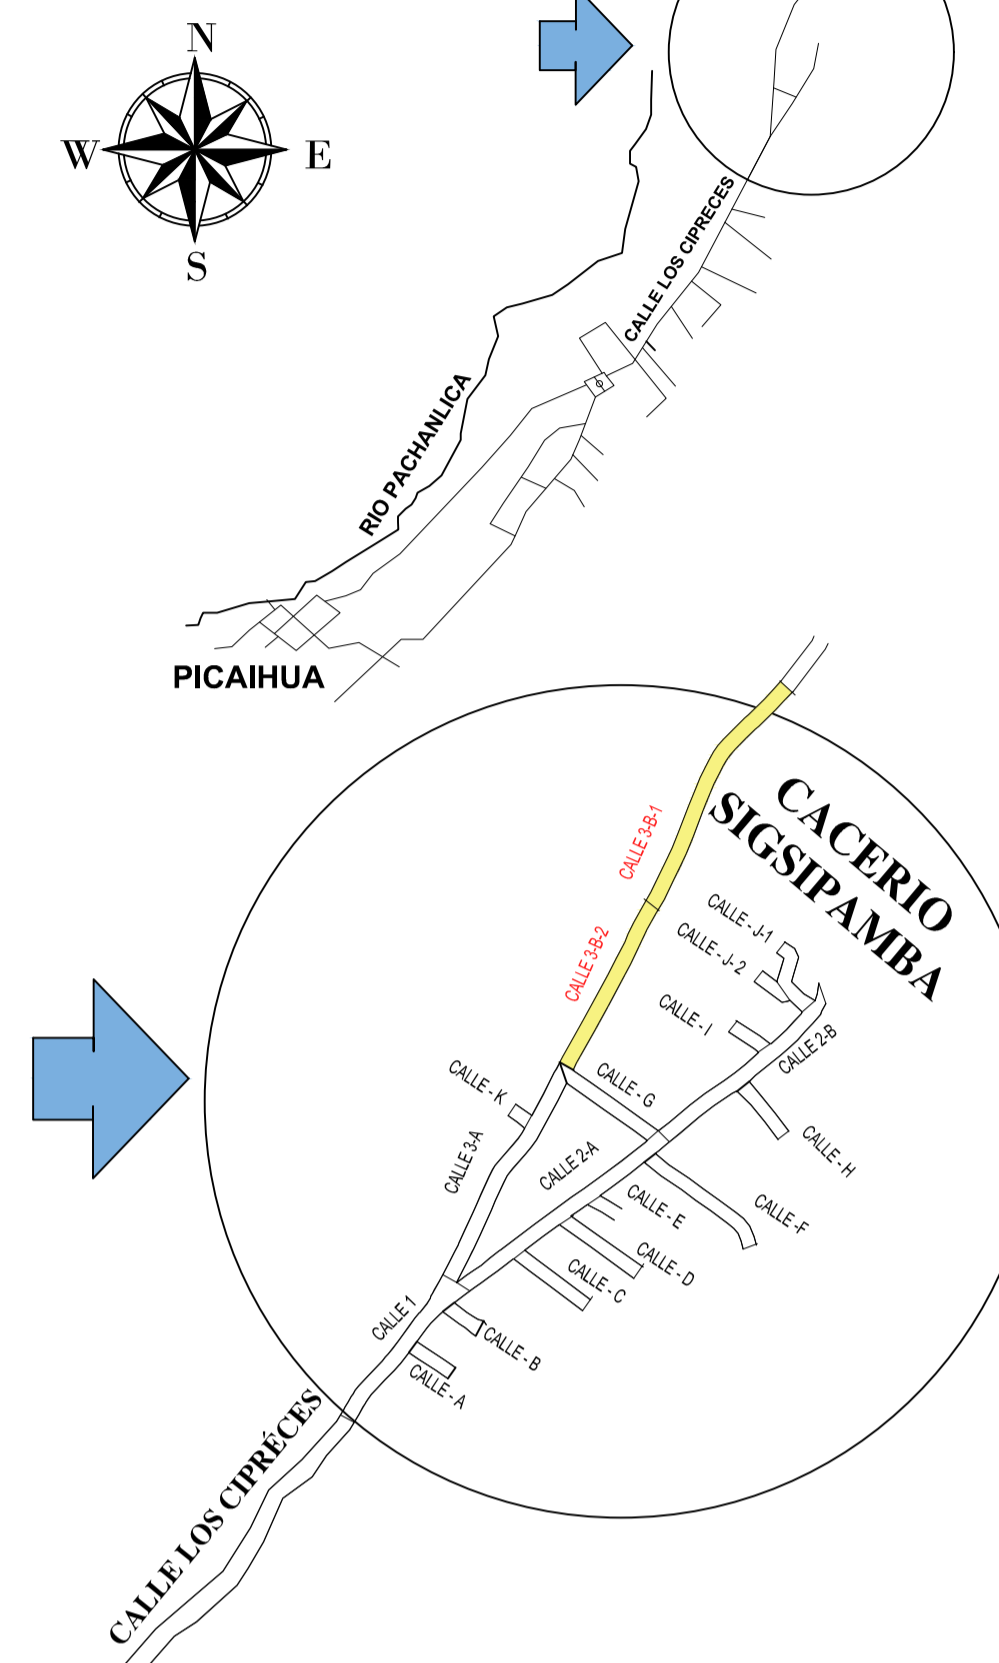 N
W
E
S
CALLE LOS CIPRECES
RIO PACHANLICA
PICAIHUA
CACERIO
SIGSIPAMBA
CALLE 3-B-1
CALLE 3-B-2
CALLE - J-1
CALLE - J- 2
CALLE - I
CALLE 2-B
CALLE - G
CALLE - K
CALLE - H
CALLE 3-A
CALLE 2-A
CALLE - E
CALLE -F
CALLE - D
CALLE - C
CALLE 1
CALLE - B
CALLE - A
CALLE LOS CIPRÉCES